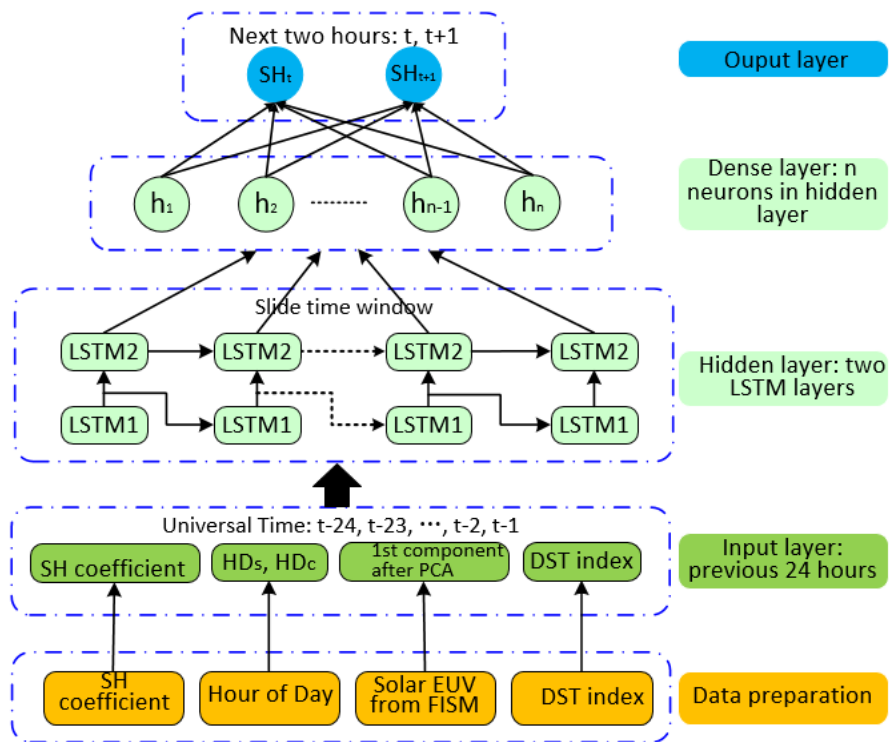 Next two hours: t, t+1
SHt
SHt+1
Ouput layer
h1
h2
hn-1
hn
Dense layer: n
neurons in hidden
layer
Slide time window
LSTM2
LSTM2
LSTM2
LSTM2
LSTM1
LSTM1
LSTM1
LSTM1
Hidden layer: two
LSTM layers
Universal Time: t-24, t-23, ···, t-2, t-1
SH coefficient
HDs, HDc
1st component
after PCA
DST index
Input layer:
previous 24 hours
SH
coefficient
Hour of Day
Solar EUV
from FISM
DST index
Data preparation